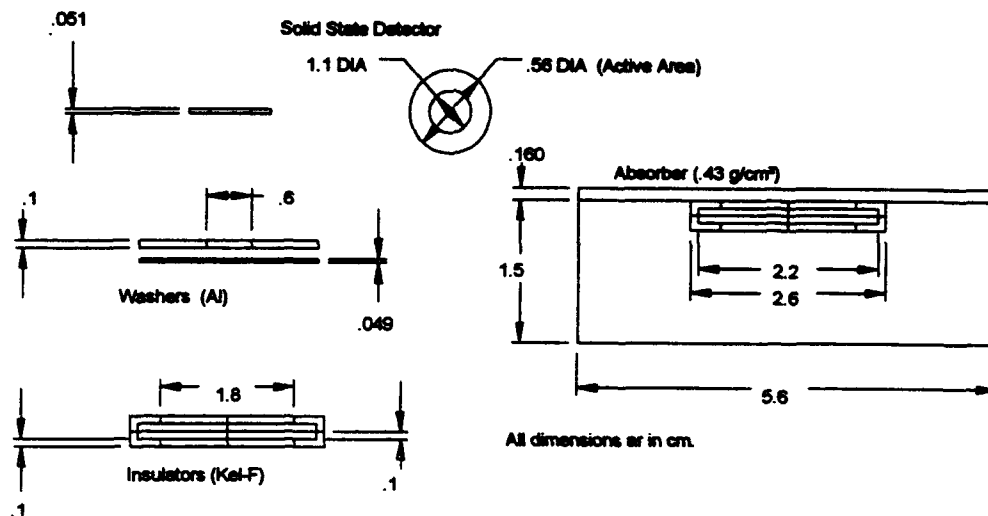 .051
Solid State Detector
1.1 DIA
.56 DIA (Active Area)
.160
Absorber (.43 g/cm²)
.1
.6
Washers (Al)
.049
1.5
2.2
2.6
5.6
1.8
Insulators (Kel-F)
.1
.1
All dimensions ar in cm.